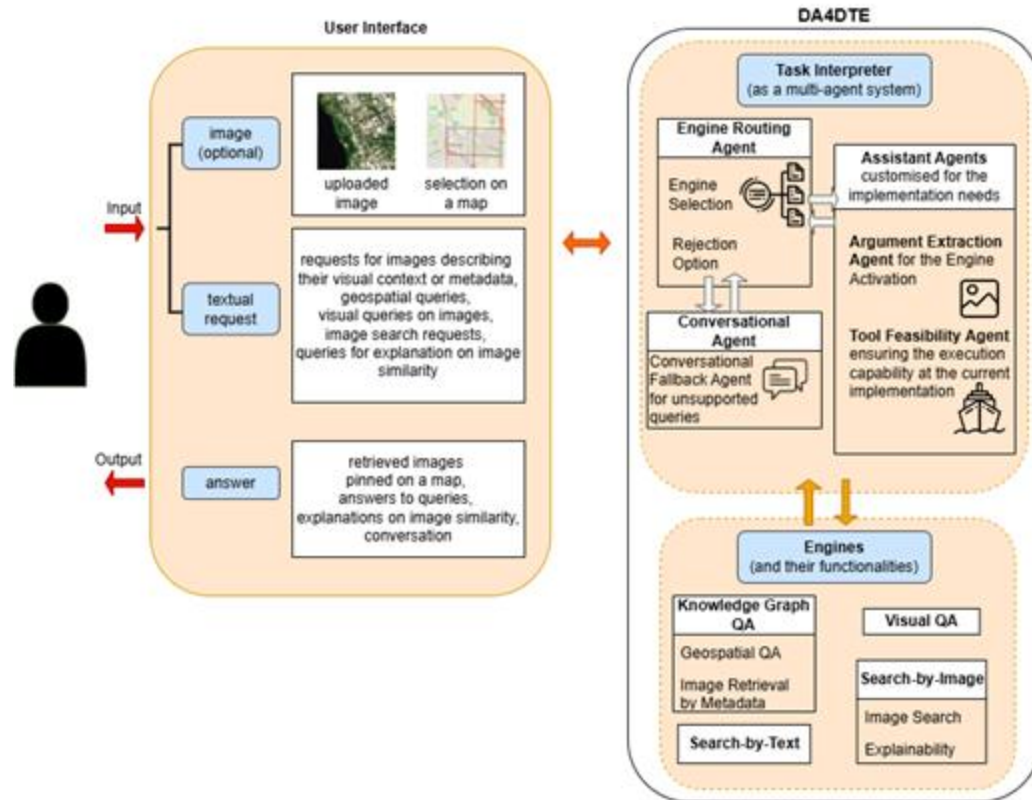 User Interface
Input
image
(optional)
uploaded
image
selection on
a map
textual
request
requests for images describing
their visual context or metadata,
geospatial queries,
visual queries on images,
image search requests,
queries for explanation on image
similarity
Output
answer
retrieved images
pinned on a map,
answers to queries,
explanations on image similarity,
conversation
DA4DTE
Task Interpreter
(as a multi-agent system)
Engine Routing
Agent
Engine
Selection
Rejection
Option
Assistant Agents
customised for the
implementation needs
Argument Extraction
Agent for the Engine
Activation
Tool Feasibility Agent
ensuring the execution
capability at the current
implementation
Conversational
Agent
Conversational
Fallback Agent
for unsupported
queries
Engines
(and their functionalities)
Knowledge Graph
QA
Geospatial QA
Image Retrieval
by Metadata
Search-by-Text
Visual QA
Search-by-Image
Image Search
Explainability